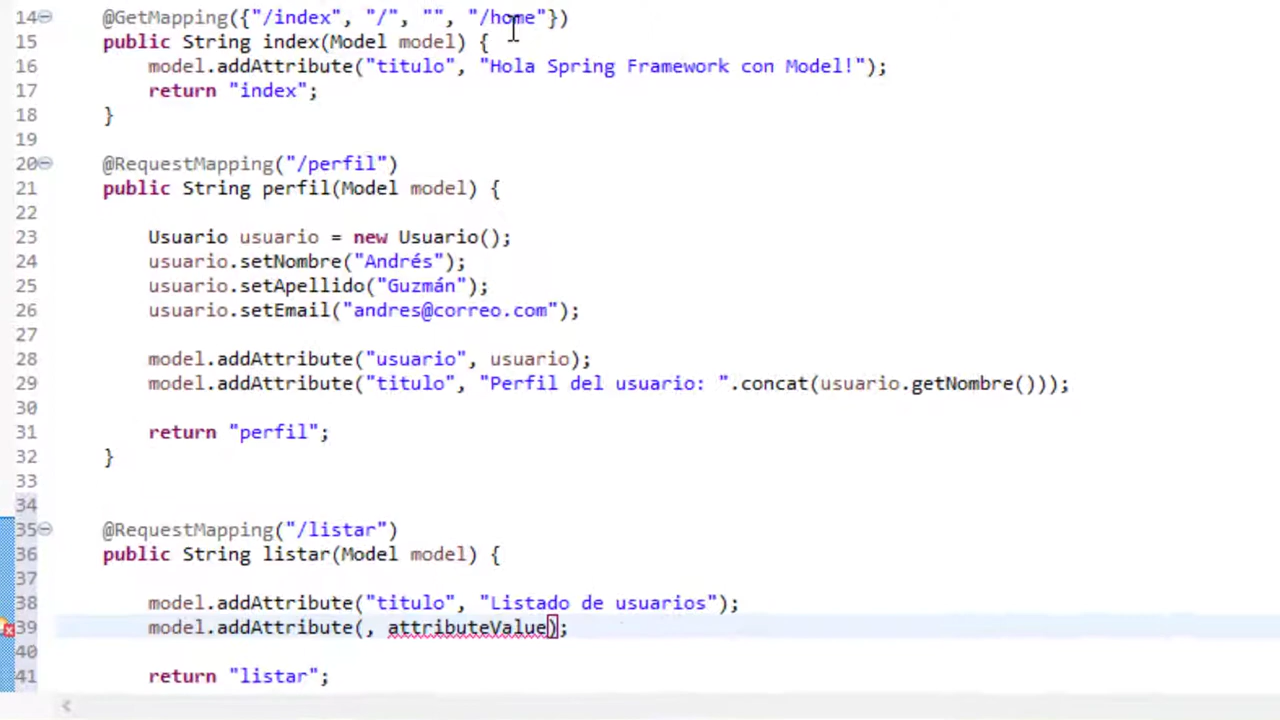 14 @GetMapping({"/index", "/", "", "/home"})
15 public String index(Model model) {
16 model.addAttribute("titulo", "Hola Spring Framework con Model!");
17 return "index";
18 }
19
20 @RequestMapping("/perfil")
21 public String perfil(Model model) {
22
23 Usuario usuario = new Usuario();
24 usuario.setNombre("Andrés");
25 usuario.setApellido("Guzmán");
26 usuario.setEmail("andres@correo.com");
27
28 model.addAttribute("usuario", usuario);
29 model.addAttribute("titulo", "Perfil del usuario: ".concat(usuario.getNombre()));
30
31 return "perfil";
32 }
33
34
35 @RequestMapping("/listar")
36 public String listar(Model model) {
37
38 model.addAttribute("titulo", "Listado de usuarios");
39 model.addAttribute(, attributeValue);
40
41 return "listar";